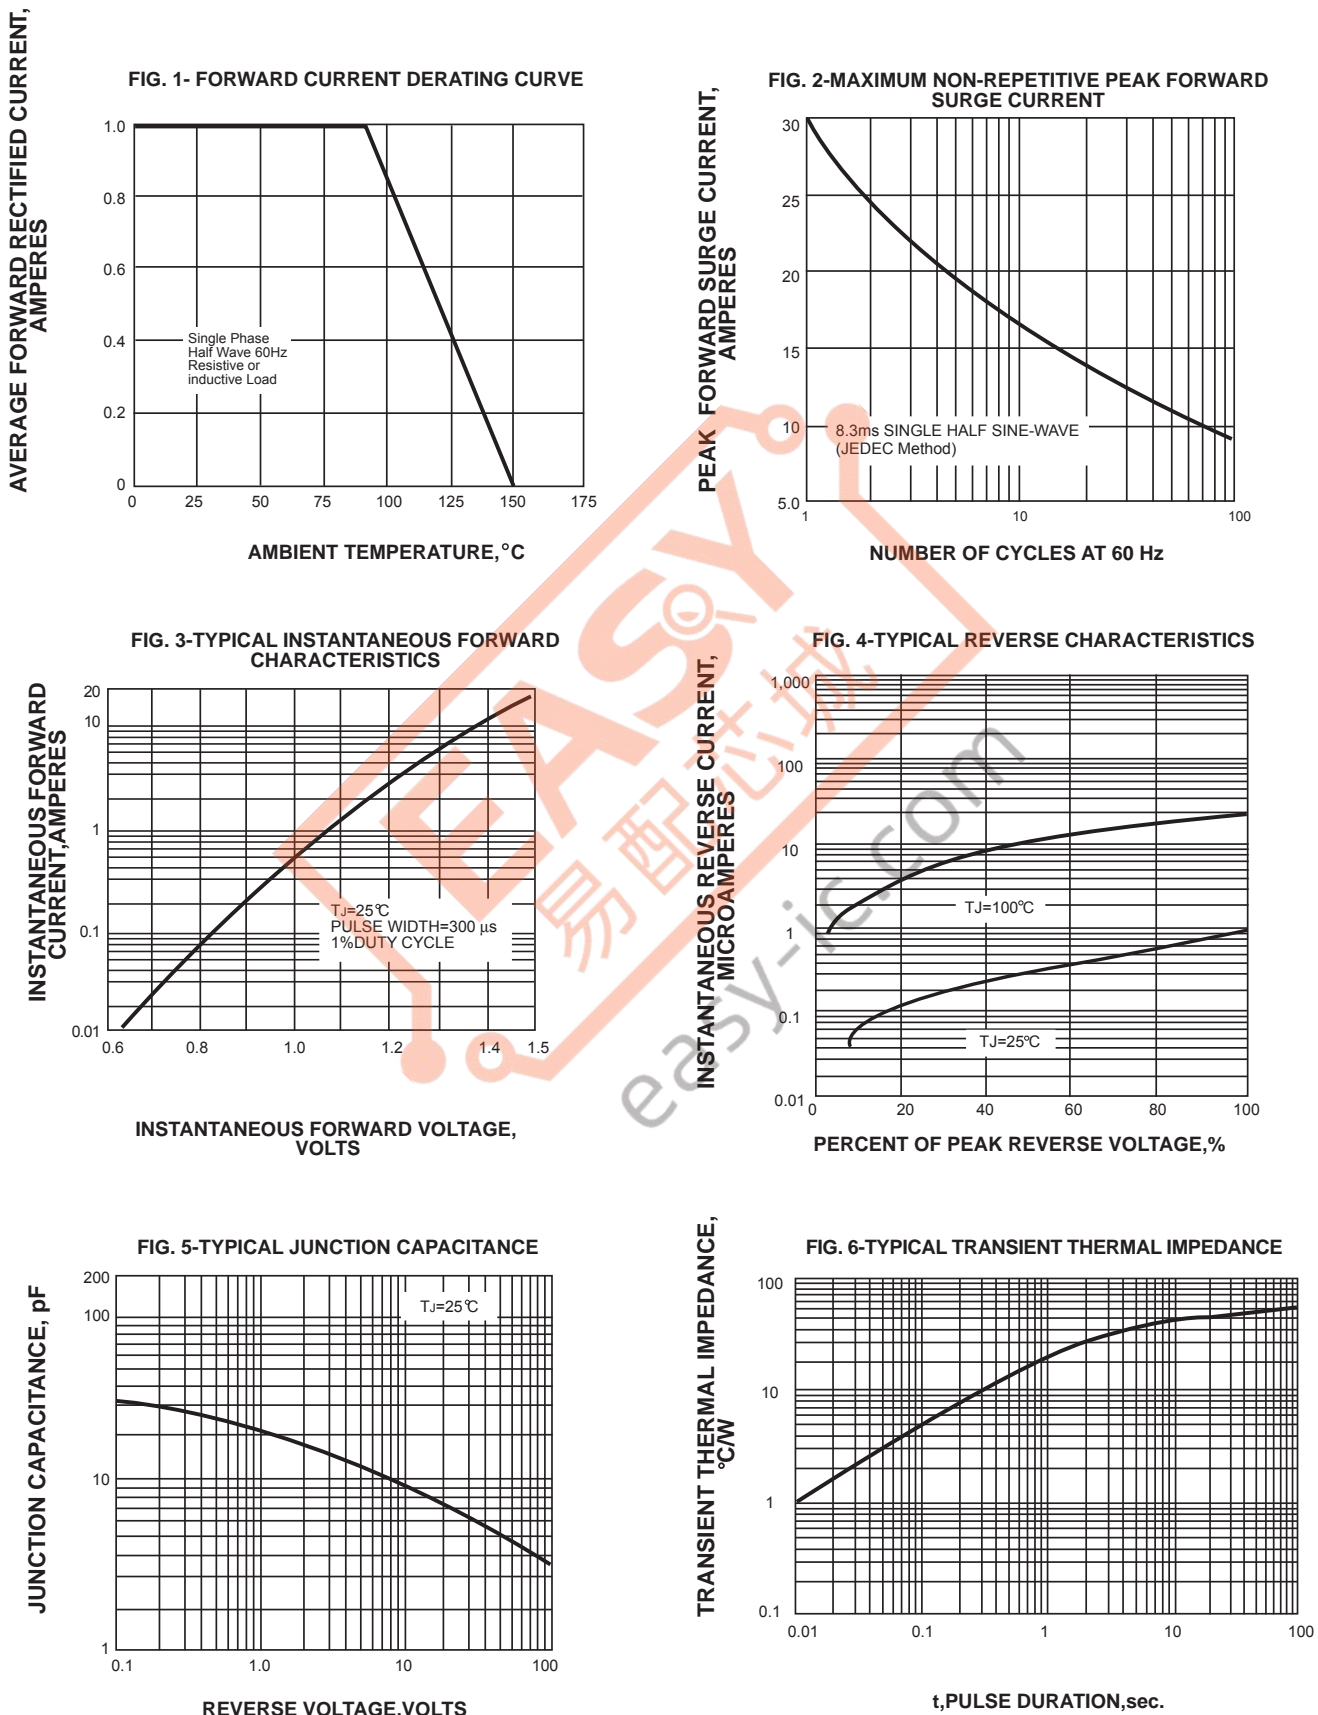 FIG. 1- FORWARD CURRENT DERATING CURVE
AVERAGE FORWARD RECTIFIED CURRENT,
AMPERES
1.0
0.8
0.6
0.4
0.2
0
Single Phase
Half Wave 60Hz
Resistive or
inductive Load
0 25 50 75 100 125 150 175
AMBIENT TEMPERATURE,°C
FIG. 2-MAXIMUM NON-REPETITIVE PEAK FORWARD
SURGE CURRENT
PEAK FORWARD SURGE CURRENT,
AMPERES
30
25
20
15
10
5.0
8.3ms SINGLE HALF SINE-WAVE
(JEDEC Method)
1 10 100
NUMBER OF CYCLES AT 60 Hz
FIG. 3-TYPICAL INSTANTANEOUS FORWARD
CHARACTERISTICS
INSTANTANEOUS FORWARD
CURRENT,AMPERES
20
10
1
0.1
0.01
TJ=25°C
PULSE WIDTH=300 µs
1%DUTY CYCLE
0.6 0.8 1.0 1.2 1.4 1.5
INSTANTANEOUS FORWARD VOLTAGE,
VOLTS
FIG. 4-TYPICAL REVERSE CHARACTERISTICS
INSTANTANEOUS REVERSE CURRENT,
MICROAMPERES
1,000
100
10
1
0.1
0.01
TJ=100°C
TJ=25°C
0 20 40 60 80 100
PERCENT OF PEAK REVERSE VOLTAGE,%
EASY
易配芯城
easy-ic.com
FIG. 5-TYPICAL JUNCTION CAPACITANCE
JUNCTION CAPACITANCE, pF
200
100
10
1
TJ=25°C
0.1 1.0 10 100
REVERSE VOLTAGE,VOLTS
FIG. 6-TYPICAL TRANSIENT THERMAL IMPEDANCE
TRANSIENT THERMAL IMPEDANCE,
°C/W
100
10
1
0.1
0.01 0.1 1 10 100
t,PULSE DURATION,sec.